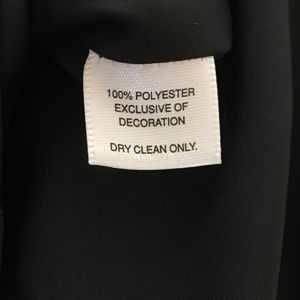 100% POLYESTER
EXCLUSIVE OF
DECORATION
DRY CLEAN ONLY.